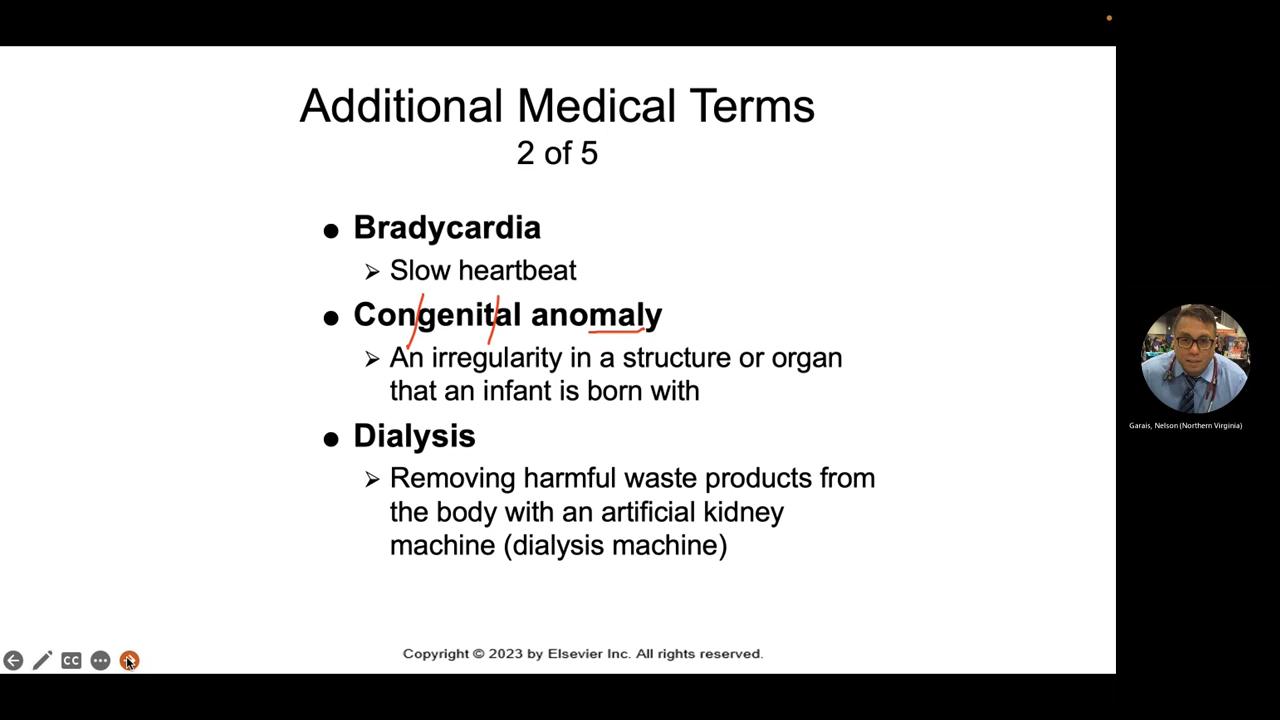 Additional Medical Terms
2 of 5
● Bradycardia
➢ Slow heartbeat
● Congenital anomaly
➢ An irregularity in a structure or organ
that an infant is born with
● Dialysis
➢ Removing harmful waste products from
the body with an artificial kidney
machine (dialysis machine)
Garais, Nelson (Northern Virginia)
CC
Copyright © 2023 by Elsevier Inc. All rights reserved.